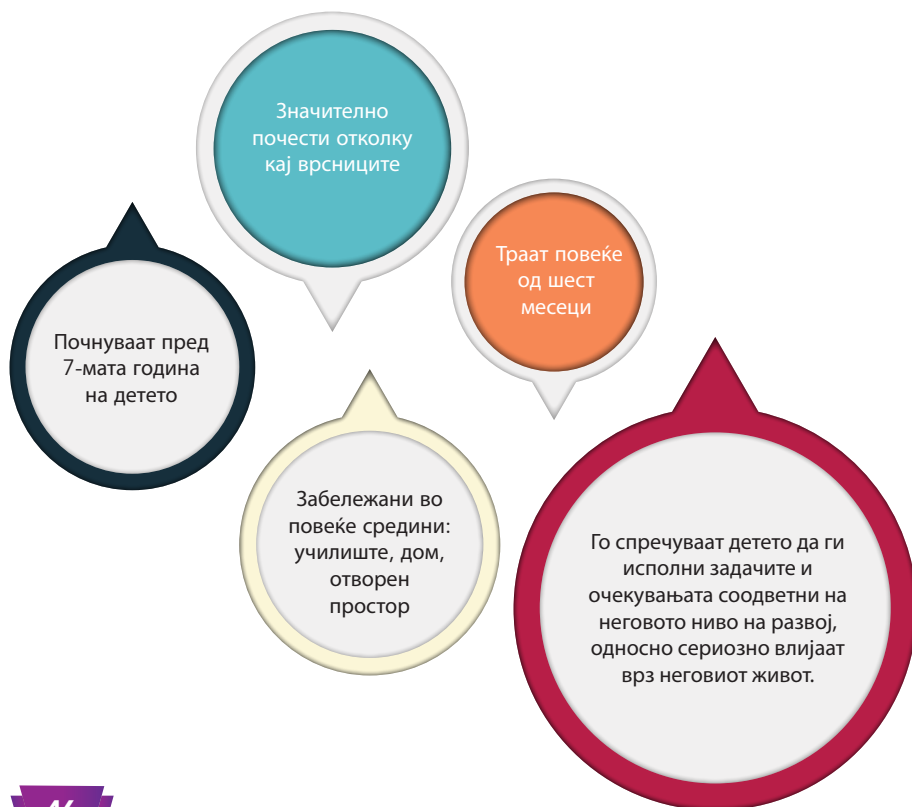 Значително
почести отколку
кај врсниците
Траат повеќе
од шест
месеци
Почнуваат пред
7-мата година
на детето
Забележани во
повеќе средини:
училиште, дом,
отворен
простор
Го спречуваат детето да ги
исполни задачите и
очекувањата соодветни на
неговото ниво на развој,
односно сериозно влијаат
врз неговиот живот.